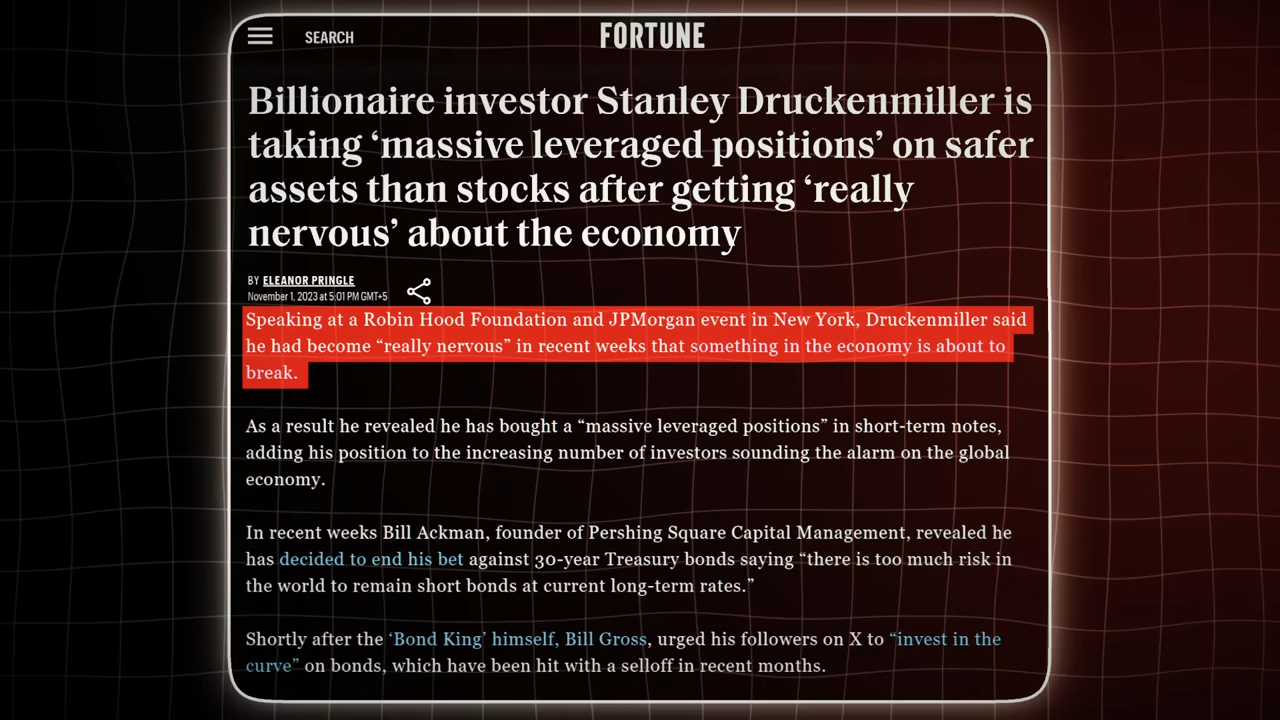 SEARCH
FORTUNE
Billionaire investor Stanley Druckenmiller is
taking ‘massive leveraged positions’ on safer
assets than stocks after getting ‘really
nervous’ about the economy
BY ELEANOR PRINGLE
November 1, 2023 at 5:01 PM GMT+5
Speaking at a Robin Hood Foundation and JPMorgan event in New York, Druckenmiller said
he had become “really nervous” in recent weeks that something in the economy is about to
break.
As a result he revealed he has bought a “massive leveraged positions” in short-term notes,
adding his position to the increasing number of investors sounding the alarm on the global
economy.
In recent weeks Bill Ackman, founder of Pershing Square Capital Management, revealed he
has decided to end his bet against 30-year Treasury bonds saying “there is too much risk in
the world to remain short bonds at current long-term rates.”
Shortly after the ‘Bond King’ himself, Bill Gross, urged his followers on X to “invest in the
curve” on bonds, which have been hit with a selloff in recent months.